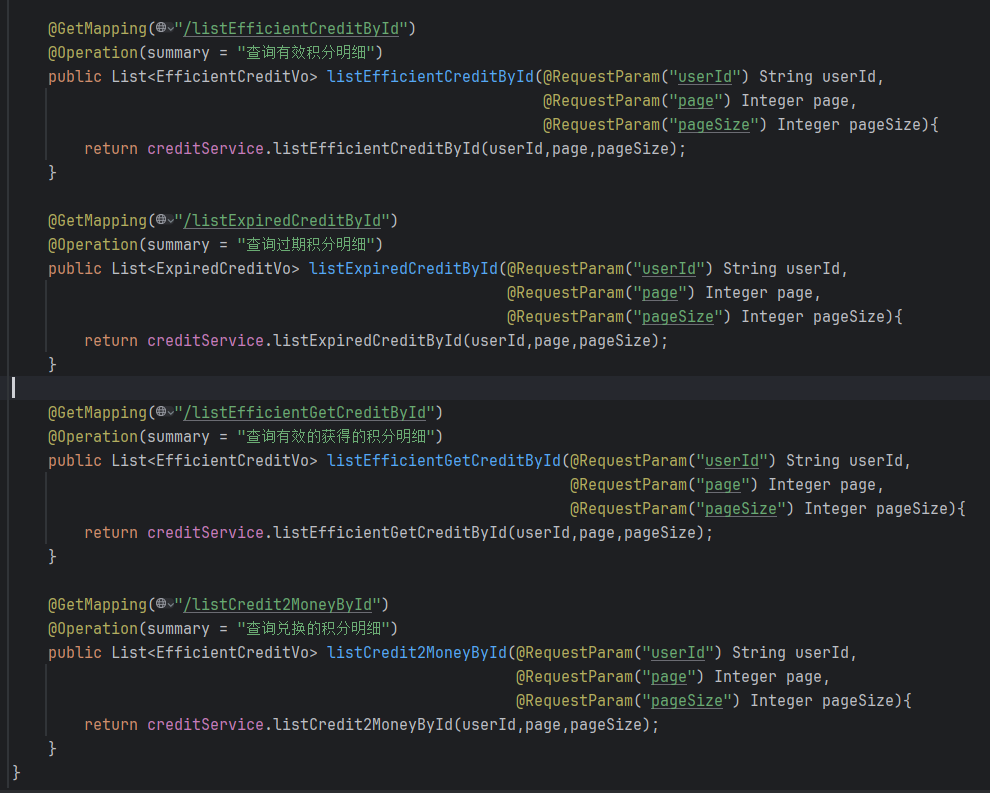 @GetMapping("/listEfficientCreditById")
@Operation(summary = "查询有效积分明细")
public List<EfficientCreditVo> listEfficientCreditById(@RequestParam("userId") String userId,
@RequestParam("page") Integer page,
@RequestParam("pageSize") Integer pageSize){
return creditService.listEfficientCreditById(userId,page,pageSize);
}
@GetMapping("/listExpiredCreditById")
@Operation(summary = "查询过期积分明细")
public List<ExpiredCreditVo> listExpiredCreditById(@RequestParam("userId") String userId,
@RequestParam("page") Integer page,
@RequestParam("pageSize") Integer pageSize){
return creditService.listExpiredCreditById(userId,page,pageSize);
}
@GetMapping("/listEfficientGetCreditById")
@Operation(summary = "查询有效的获得的积分明细")
public List<EfficientCreditVo> listEfficientGetCreditById(@RequestParam("userId") String userId,
@RequestParam("page") Integer page,
@RequestParam("pageSize") Integer pageSize){
return creditService.listEfficientGetCreditById(userId,page,pageSize);
}
@GetMapping("/listCredit2MoneyById")
@Operation(summary = "查询兑换的积分明细")
public List<EfficientCreditVo> listCredit2MoneyById(@RequestParam("userId") String userId,
@RequestParam("page") Integer page,
@RequestParam("pageSize") Integer pageSize){
return creditService.listCredit2MoneyById(userId,page,pageSize);
}
}